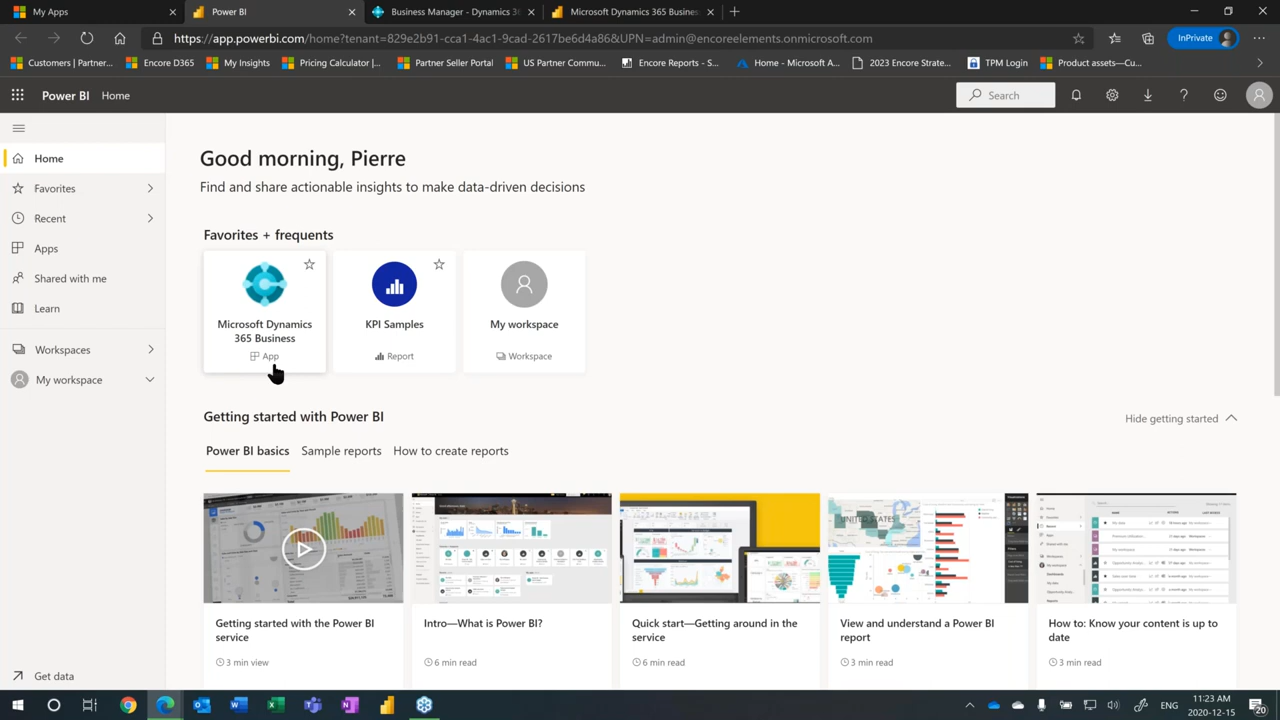 My Apps
Power BI
Business Manager - Dynamics 36
Microsoft Dynamics 365 Busines
https://app.powerbi.com/home?tenant=829e2b91-cca1-4ac1-9cad-2617be6d4a86&UPN=admin@encoreelements.onmicrosoft.com
InPrivate
Customers | Partner...
Encore D365
My Insights
Pricing Calculator |...
Partner Seller Portal
US Partner Commu...
Encore Reports - S...
Home - Microsoft A...
2023 Encore Strate...
TPM Login
Product assets—Cu...
Power BI
Home
Search
Home
Favorites
Recent
Apps
Shared with me
Learn
Workspaces
My workspace
Get data
Good morning, Pierre
Find and share actionable insights to make data-driven decisions
Favorites + frequents
Microsoft Dynamics
365 Business
App
KPI Samples
Report
My workspace
Workspace
Getting started with Power BI
Hide getting started
Power BI basics
Sample reports
How to create reports
Getting started with the Power BI
service
3 min view
Intro—What is Power BI?
6 min read
Quick start—Getting around in the
service
6 min read
View and understand a Power BI
report
3 min read
How to: Know your content is up to
date
3 min read
ENG
11:23 AM
2020-12-15
20